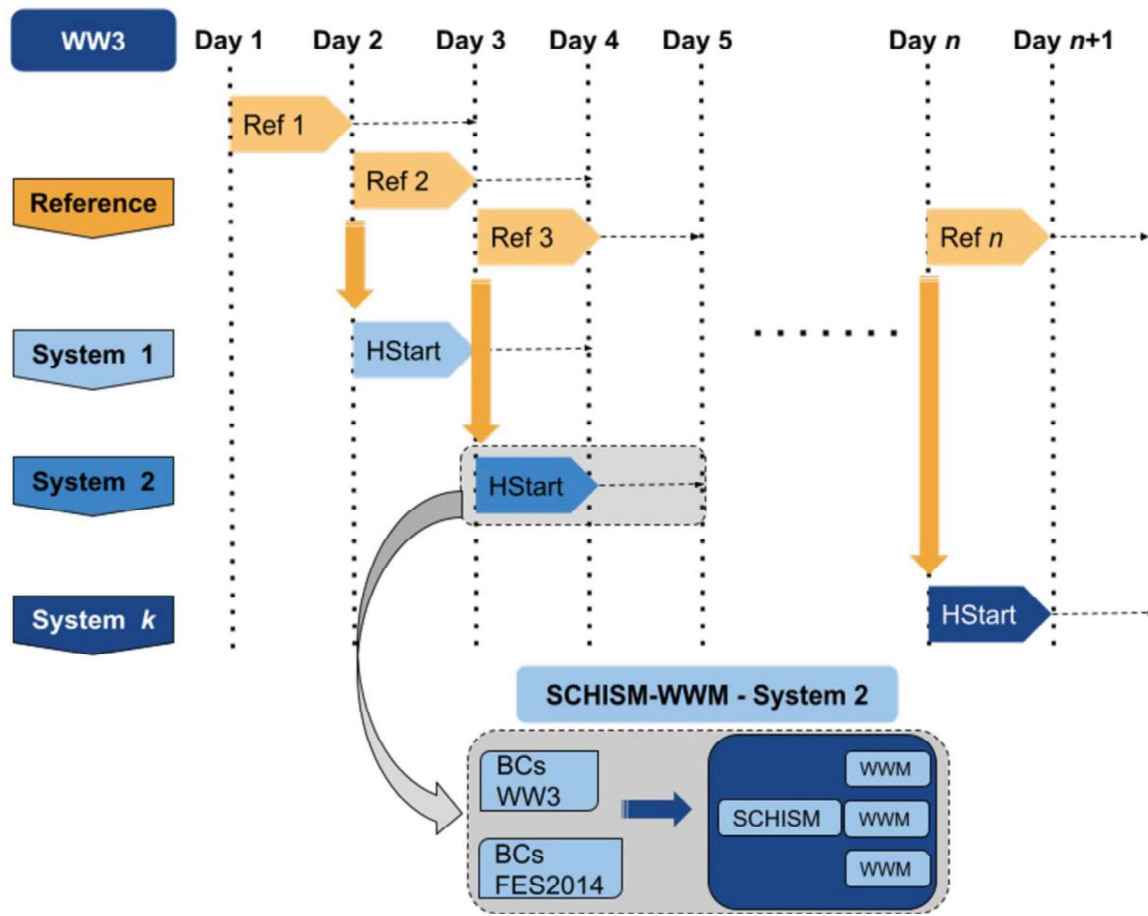 WW3
Day 1 Day 2 Day 3 Day 4 Day 5 Day n Day n+1
Ref 1
Ref 2
Reference
Ref 3
Ref n
System 1
HStart
System 2
HStart
System k
HStart
SCHISM-WWM - System 2
BCs
WW3
BCs
FES2014
SCHISM
WWM
WWM
WWM